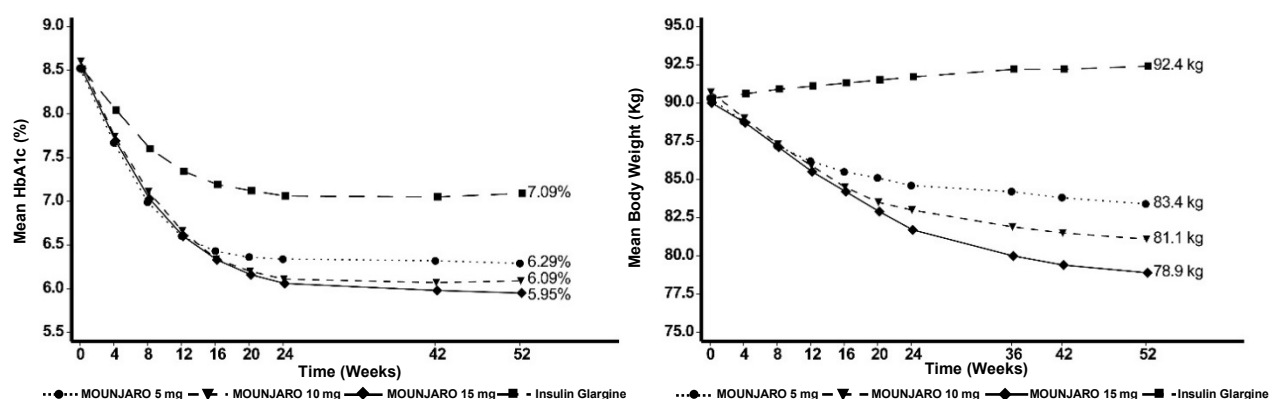 Mean HbA1c (%)
9.0
8.5
8.0
7.5
7.0
6.5
6.0
5.5
7.09%
6.29%
6.09%
5.95%
0 4 8 12 16 20 24 42 52
Time (Weeks)
MOUNJARO 5 mg MOUNJARO 10 mg MOUNJARO 15 mg Insulin Glargine
Mean Body Weight (Kg)
95.0
92.5
90.0
87.5
85.0
82.5
80.0
77.5
75.0
92.4 kg
83.4 kg
81.1 kg
78.9 kg
0 4 8 12 16 20 24 36 42 52
Time (Weeks)
MOUNJARO 5 mg MOUNJARO 10 mg MOUNJARO 15 mg Insulin Glargine